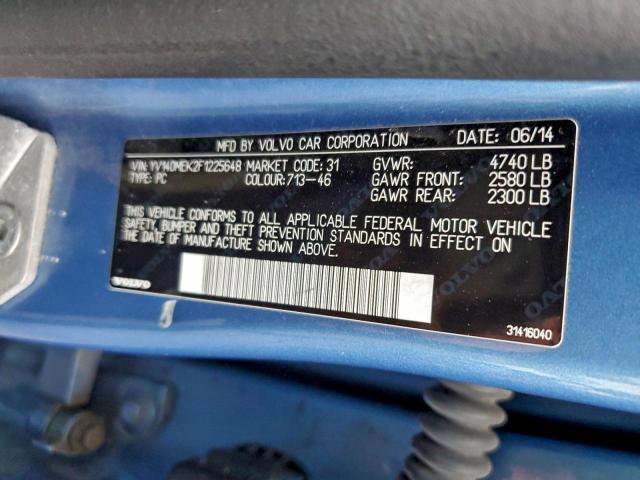 MFD BY VOLVO CAR CORPORATION DATE: 06/14
VIN: YV140MEK2F1225648 MARKET CODE: 31 GVWR: 4740 LB
TYPE: PC COLOUR: 713-46 GAWR FRONT: 2580 LB
GAWR REAR: 2300 LB
THIS VEHICLE CONFORMS TO ALL APPLICABLE FEDERAL MOTOR VEHICLE
SAFETY, BUMPER AND THEFT PREVENTION STANDARDS IN EFFECT ON
THE DATE OF MANUFACTURE SHOWN ABOVE.
VOLVO
31416040